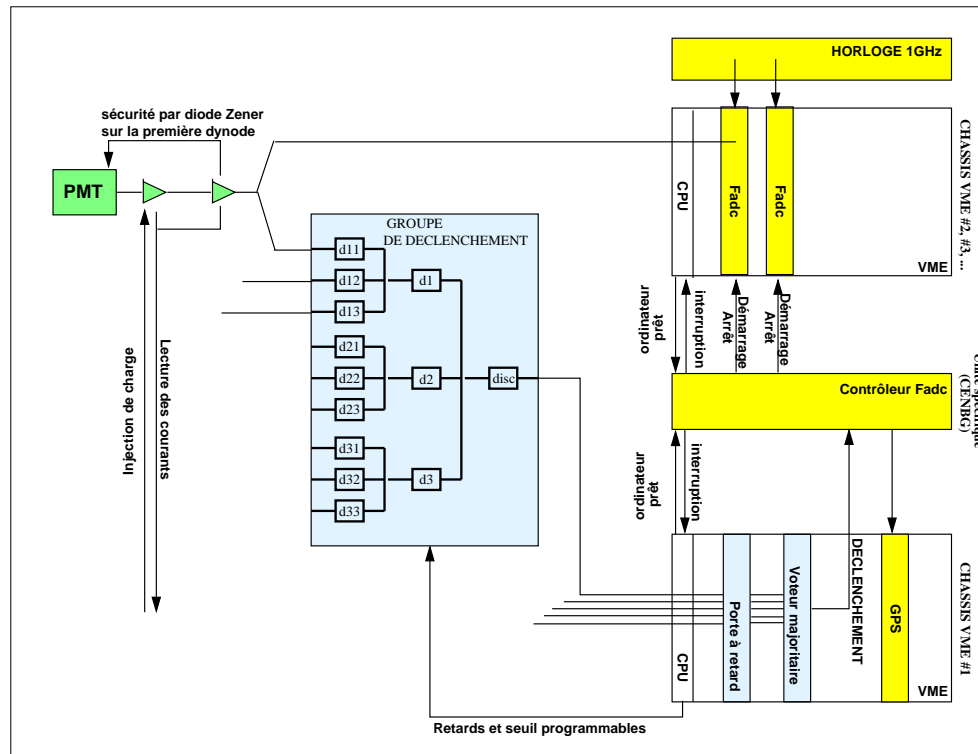 HORLOGE 1GHz
sécurité par diode Zener
sur la première dynode
PMT
CPU
Fadc
Fadc
VME
CHASSIS VME #2, #3, ...
GROUPE
DE DECLENCHEMENT
d11
d12
d13
d1
d21
d22
d23
d2
disc
d31
d32
d33
d3
Injection de charge
Lecture des courants
ordinateur
prêt
interruption
Démarrage
Arrêt
Démarrage
Arrêt
Contrôleur Fadc
(CENBG)
ordinateur
prêt
interruption
CPU
Porte à retard
Voteur majoritaire
DECLENCHEMENT
GPS
VME
CHASSIS VME #1
Retards et seuil programmables